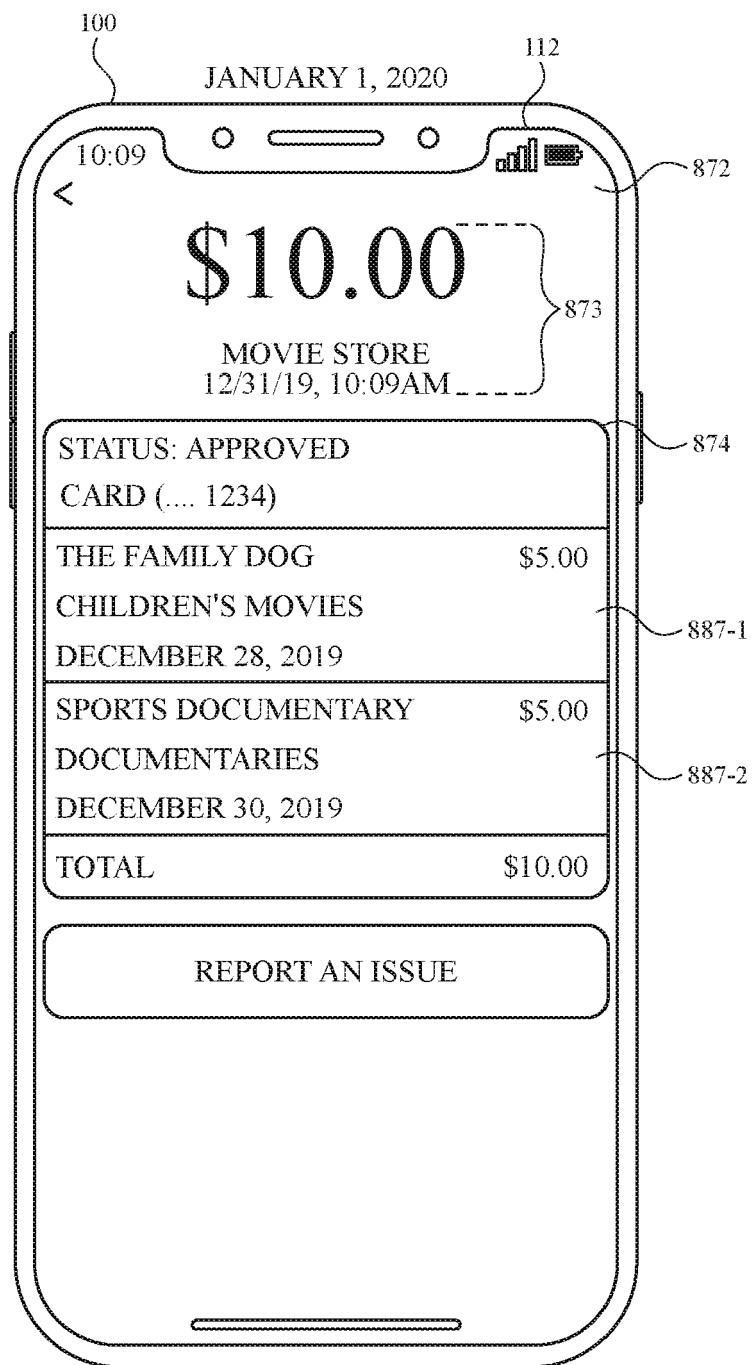 100
JANUARY 1, 2020
112
10:09
872
<
$10.00
873
MOVIE STORE
12/31/19, 10:09AM
874
STATUS: APPROVED
CARD (.... 1234)
THE FAMILY DOG $5.00
CHILDREN'S MOVIES
887-1
DECEMBER 28, 2019
SPORTS DOCUMENTARY $5.00
DOCUMENTARIES
887-2
DECEMBER 30, 2019
TOTAL $10.00
REPORT AN ISSUE